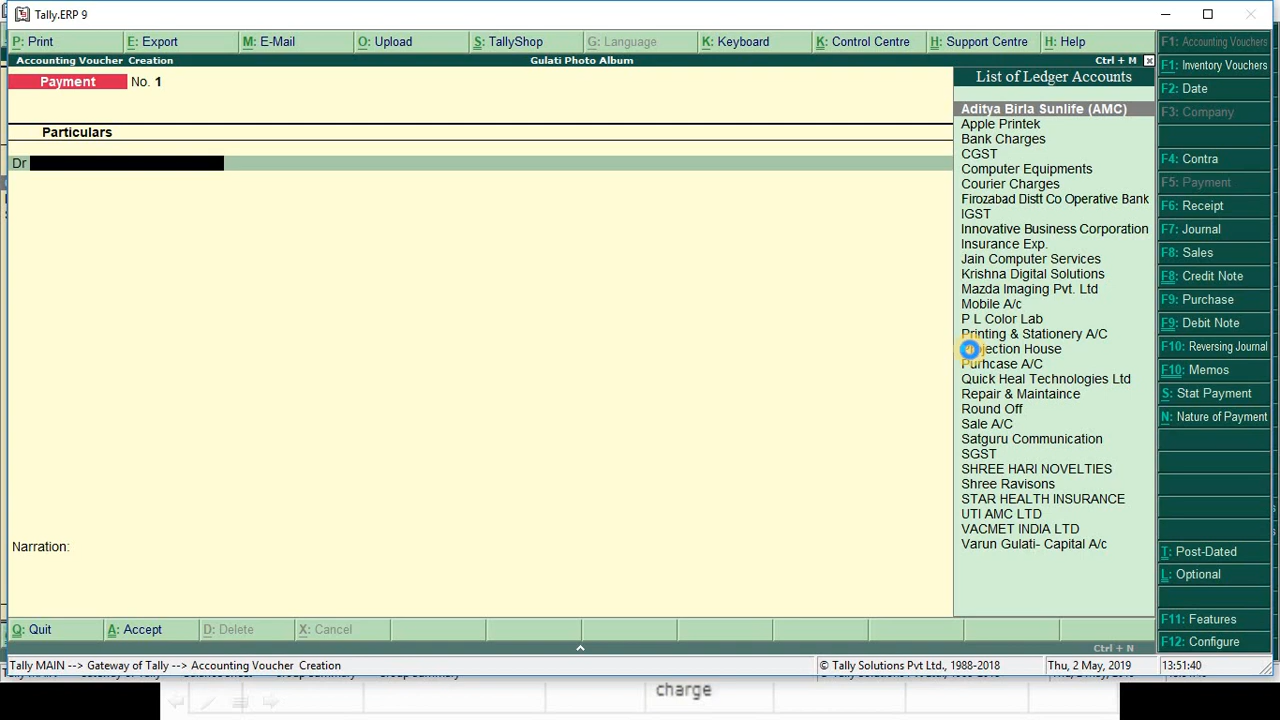 Tally.ERP 9
P: Print
E: Export
M: E-Mail
O: Upload
S: TallyShop
G: Language
K: Keyboard
K: Control Centre
H: Support Centre
H: Help
Accounting Voucher Creation
Gulati Photo Album
Ctrl + M
Payment No. 1
Particulars
Dr
Narration:
List of Ledger Accounts
Aditya Birla Sunlife (AMC)
Apple Printek
Bank Charges
CGST
Computer Equipments
Courier Charges
Firozabad Distt Co Operative Bank
IGST
Innovative Business Corporation
Insurance Exp.
Jain Computer Services
Krishna Digital Solutions
Mazda Imaging Pvt. Ltd
Mobile A/c
P L Color Lab
Printing & Stationery A/C
House
Purhcase A/C
Quick Heal Technologies Ltd
Repair & Maintaince
Round Off
Sale A/C
Satguru Communication
SGST
SHREE HARI NOVELTIES
Shree Ravisons
STAR HEALTH INSURANCE
UTI AMC LTD
VACMET INDIA LTD
Varun Gulati- Capital A/c
F1: Accounting Vouchers
F1: Inventory Vouchers
F2: Date
F3: Company
F4: Contra
F5: Payment
F6: Receipt
F7: Journal
F8: Sales
F8: Credit Note
F9: Purchase
F9: Debit Note
F10: Reversing Journal
F10: Memos
S: Stat Payment
N: Nature of Payment
T: Post-Dated
L: Optional
F11: Features
F12: Configure
Q: Quit
A: Accept
D: Delete
X: Cancel
Ctrl + N
Tally MAIN --> Gateway of Tally --> Accounting Voucher Creation
© Tally Solutions Pvt Ltd., 1988-2018
Thu, 2 May, 2019
13:51:40
charge